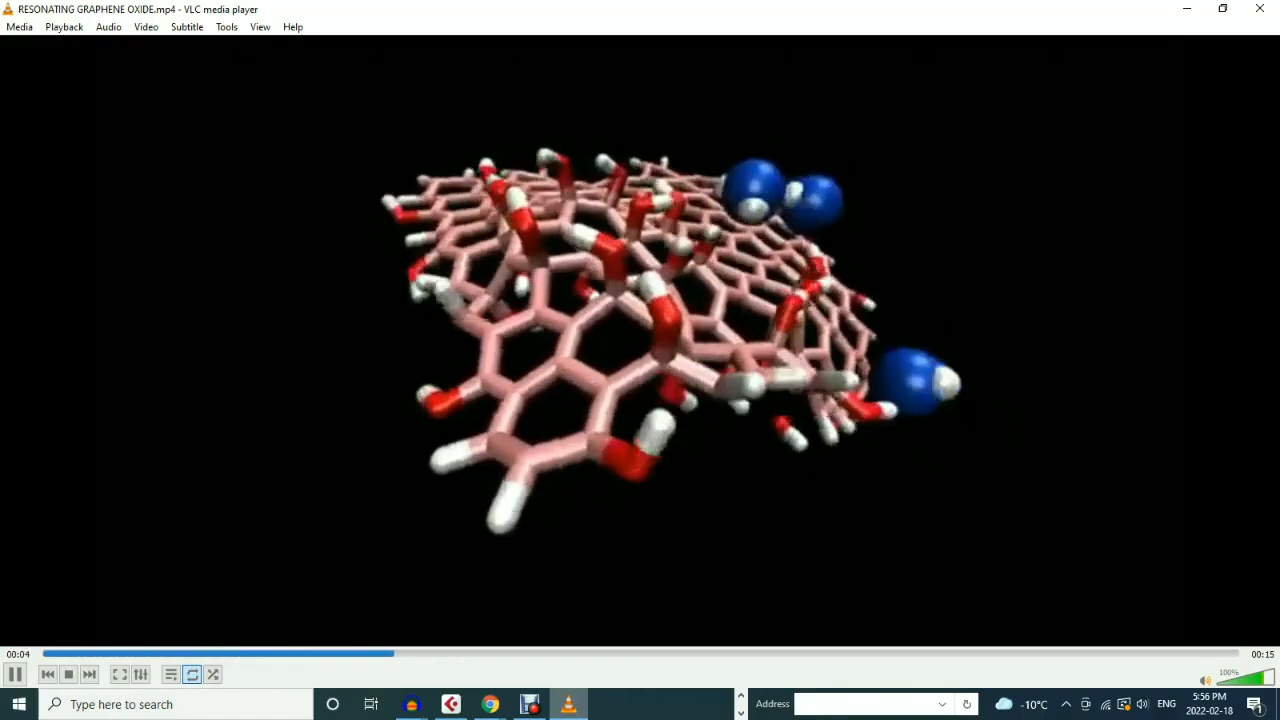 RESONATING GRAPHENE OXIDE.mp4 - VLC media player
Media Playback Audio Video Subtitle Tools View Help
00:04
00:15
100%
Type here to search
Address
-10°C
ENG
5:56 PM
2022-02-18